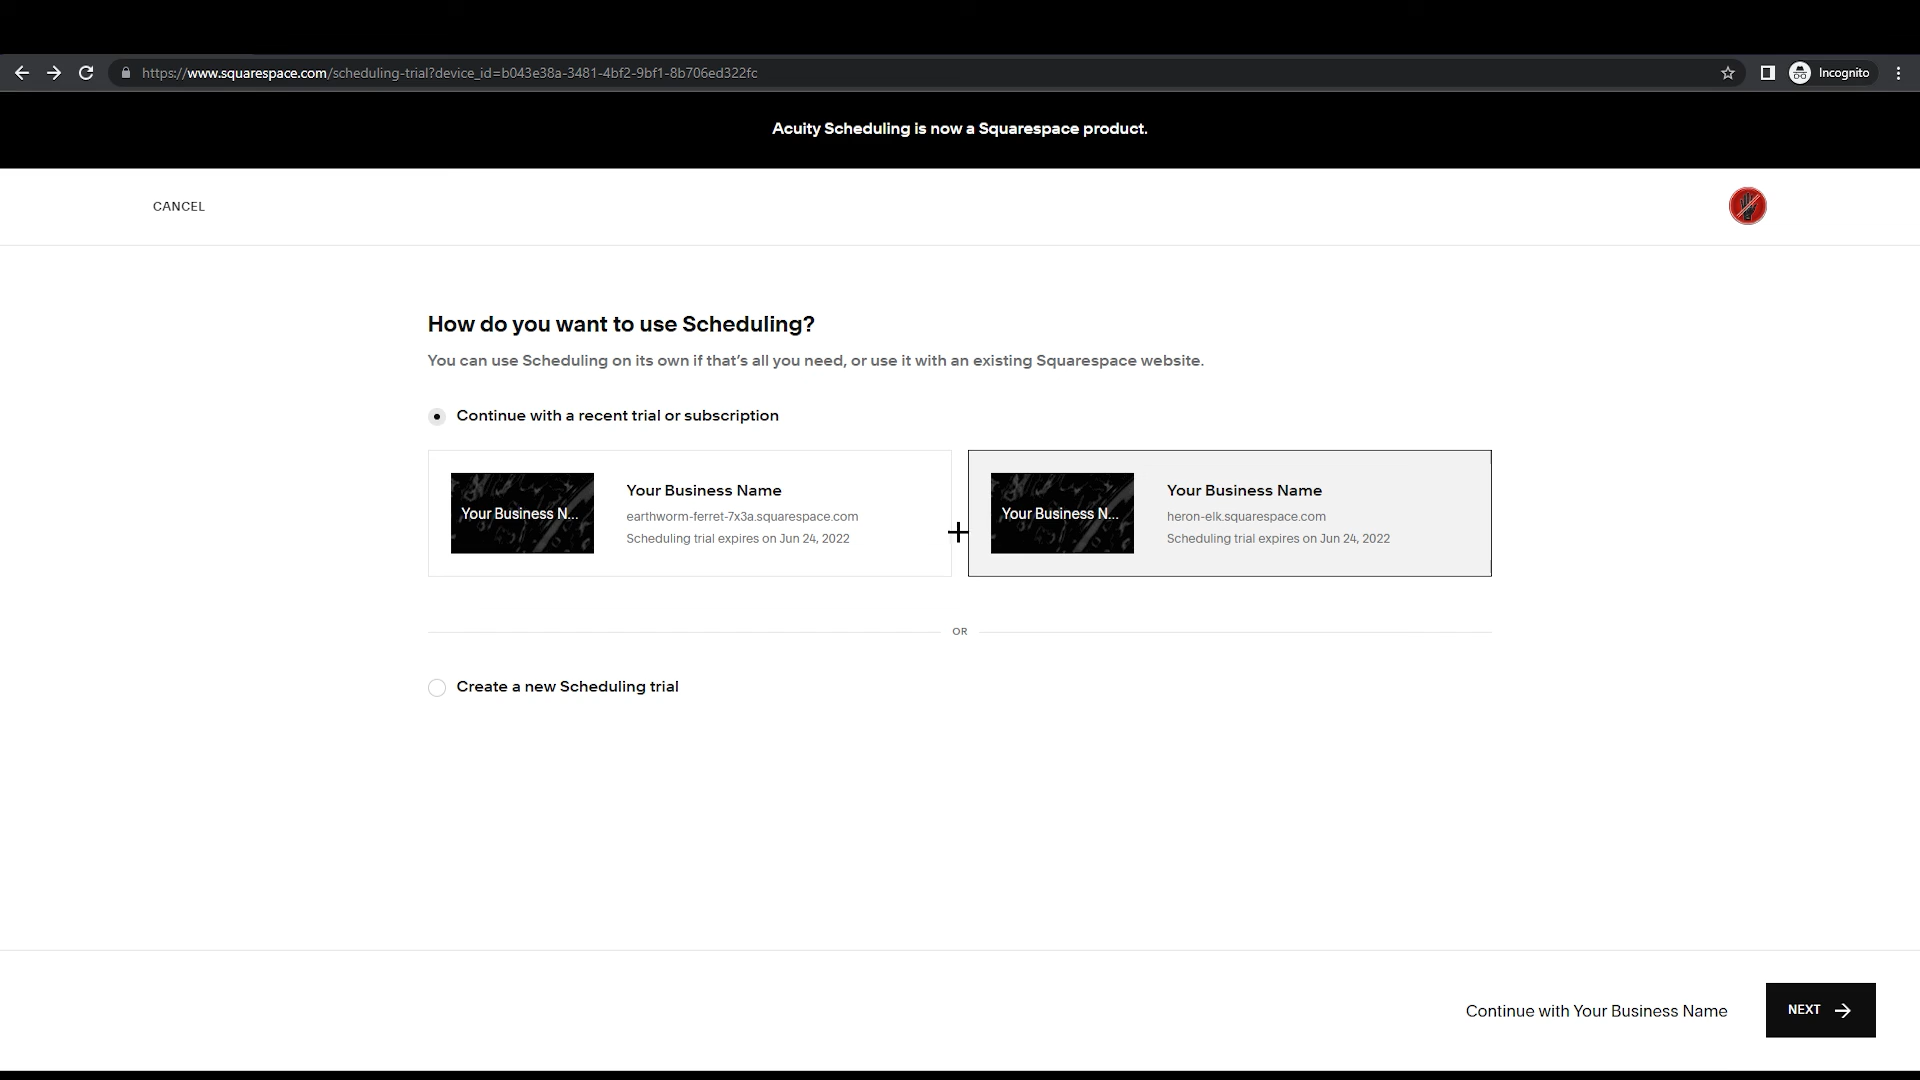 https://www.squarespace.com/scheduling-trial?device_id=b043e38a-3481-4bf2-9bf1-8b706ed322fc
Incognito
Acuity Scheduling is now a Squarespace product.
CANCEL
How do you want to use Scheduling?
You can use Scheduling on its own if that’s all you need, or use it with an existing Squarespace website.
Continue with a recent trial or subscription
Your Business N...
Your Business Name
earthworm-ferret-7x3a.squarespace.com
Scheduling trial expires on Jun 24, 2022
Your Business N...
Your Business Name
heron-elk.squarespace.com
Scheduling trial expires on Jun 24, 2022
OR
Create a new Scheduling trial
Continue with Your Business Name
NEXT